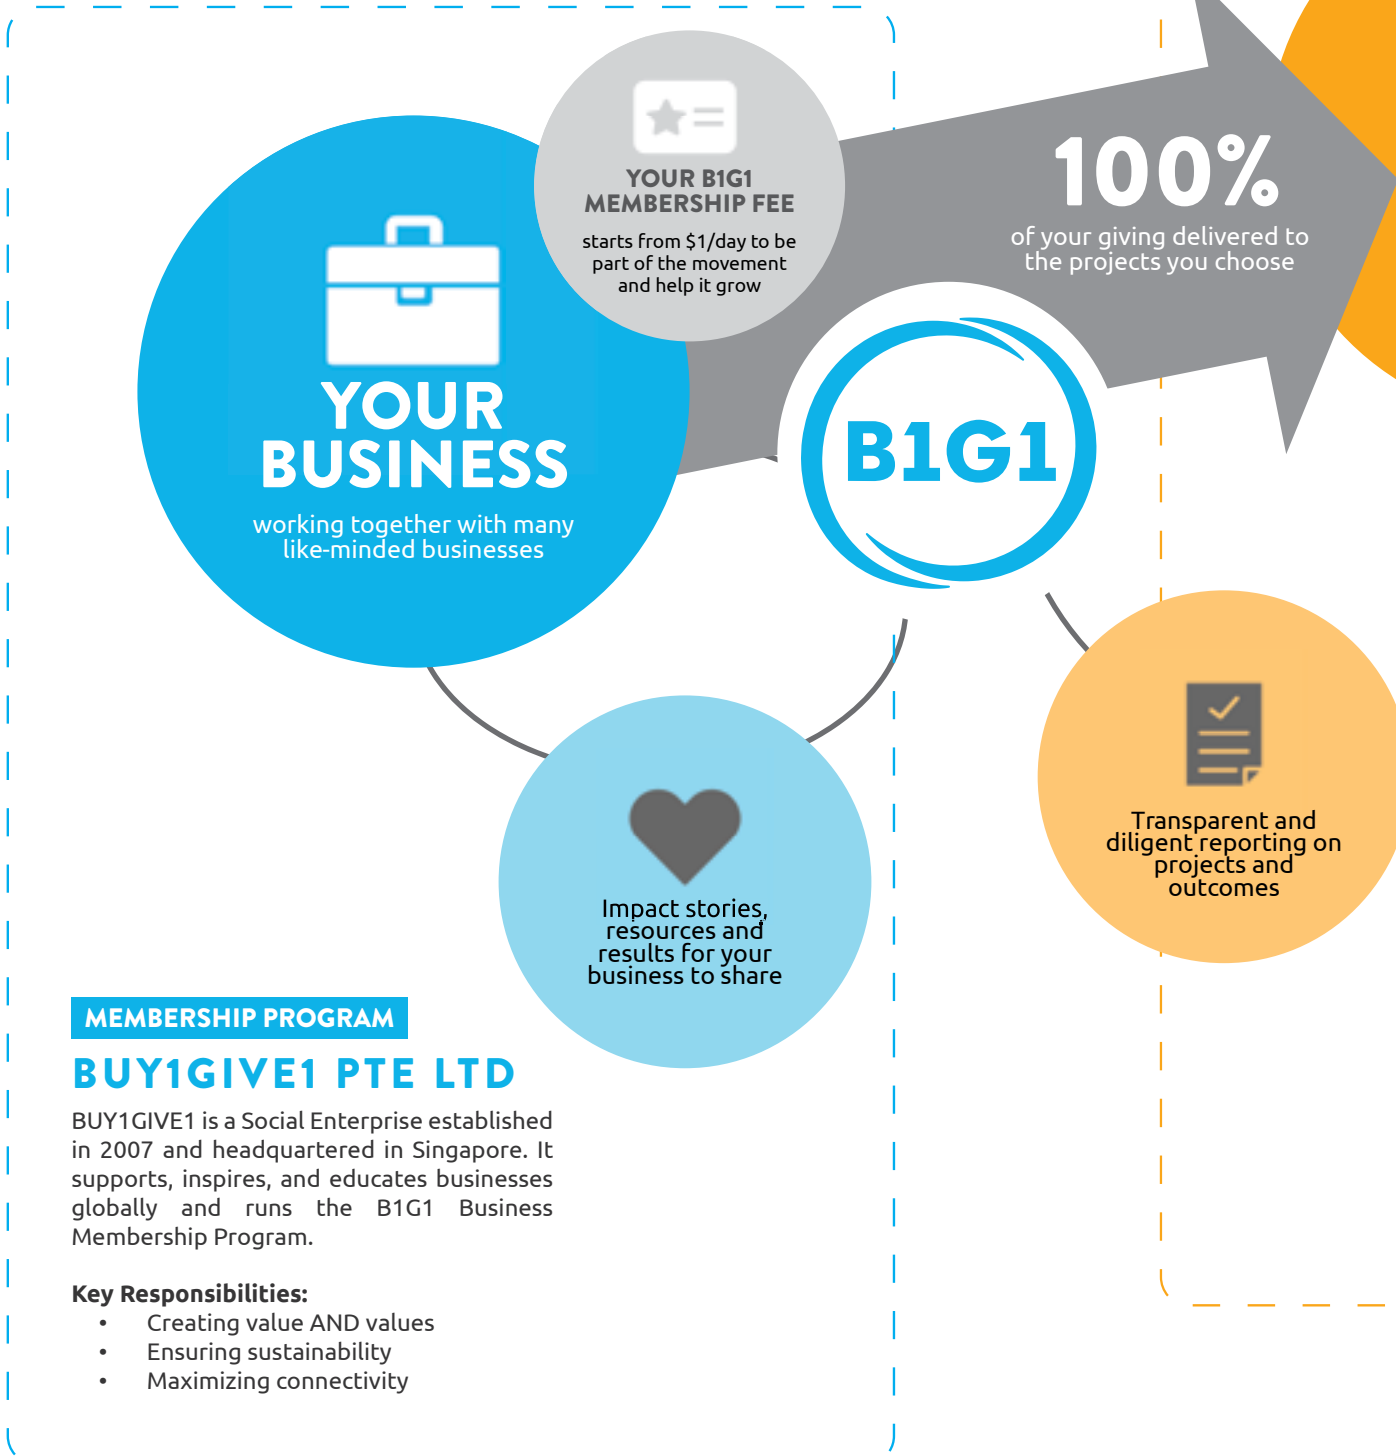 YOUR B1G1
MEMBERSHIP FEE
starts from $1/day to be
part of the movement
and help it grow
100%
of your giving delivered to
the projects you choose
YOUR
BUSINESS
working together with many
like-minded businesses
B1G1
Transparent and
diligent reporting on
projects and
outcomes
Impact stories,
resources and
results for your
business to share
MEMBERSHIP PROGRAM
BUY1GIVE1 PTE LTD
BUY1GIVE1 is a Social Enterprise established
in 2007 and headquartered in Singapore. It
supports, inspires, and educates businesses
globally and runs the B1G1 Business
Membership Program.
Key Responsibilities:
• Creating value AND values
• Ensuring sustainability
• Maximizing connectivity